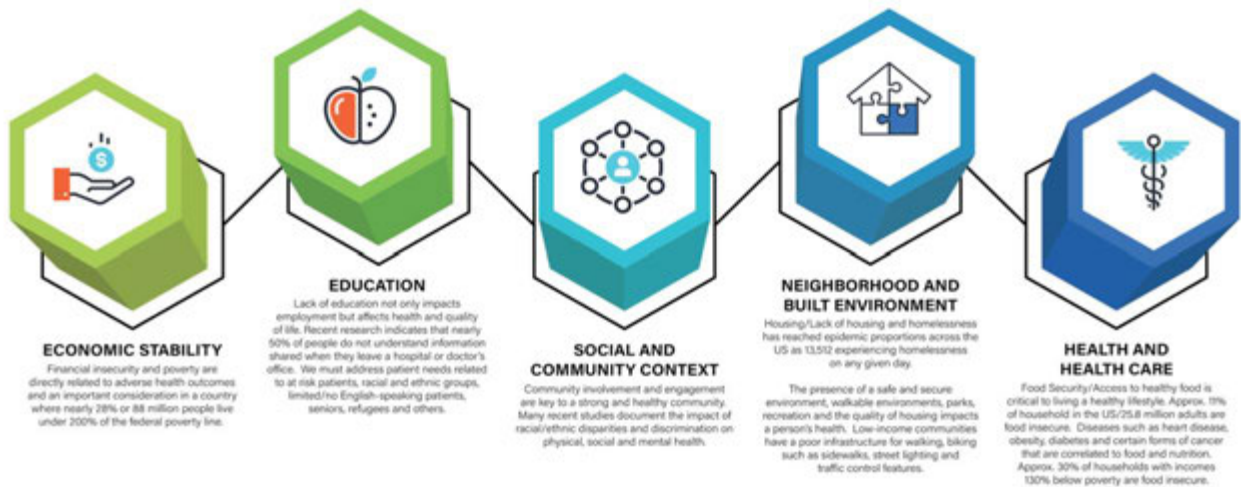 $
ECONOMIC STABILITY
Financial insecurity and poverty are
directly related to adverse health outcomes
and an important consideration in a country
where nearly 28% or 88 million people live
under 200% of the federal poverty line.
EDUCATION
Lack of education not only impacts
employment but affects health and quality
of life. Recent research indicates that nearly
50% of people do not understand information
shared when they leave a hospital or doctor's
office. We must address patient needs related
to at risk patients, racial and ethnic groups,
limited/no English-speaking patients,
seniors, refugees and others.
SOCIAL AND
COMMUNITY CONTEXT
Community involvement and engagement
are key to a strong and healthy community.
Many recent studies document the impact of
racial/ethnic disparities and discrimination on
physical, social and mental health.
NEIGHBORHOOD AND
BUILT ENVIRONMENT
Housing/Lack of housing and homelessness
has reached epidemic proportions across the
US as 13,512 experiencing homelessness
on any given day.
The presence of a safe and secure
environment, walkable environments, parks,
recreation and the quality of housing impacts
a person's health. Low-income communities
have a poor infrastructure for walking, biking
such as sidewalks, street lighting and
traffic control features.
HEALTH AND
HEALTH CARE
Food Security/Access to healthy food is
critical to living a healthy lifestyle. Approx. 11%
of household in the US/25.8 million adults are
food insecure. Diseases such as heart disease,
obesity, diabetes and certain forms of cancer
that are correlated to food and nutrition.
Approx. 30% of households with incomes
130% below poverty are food insecure.